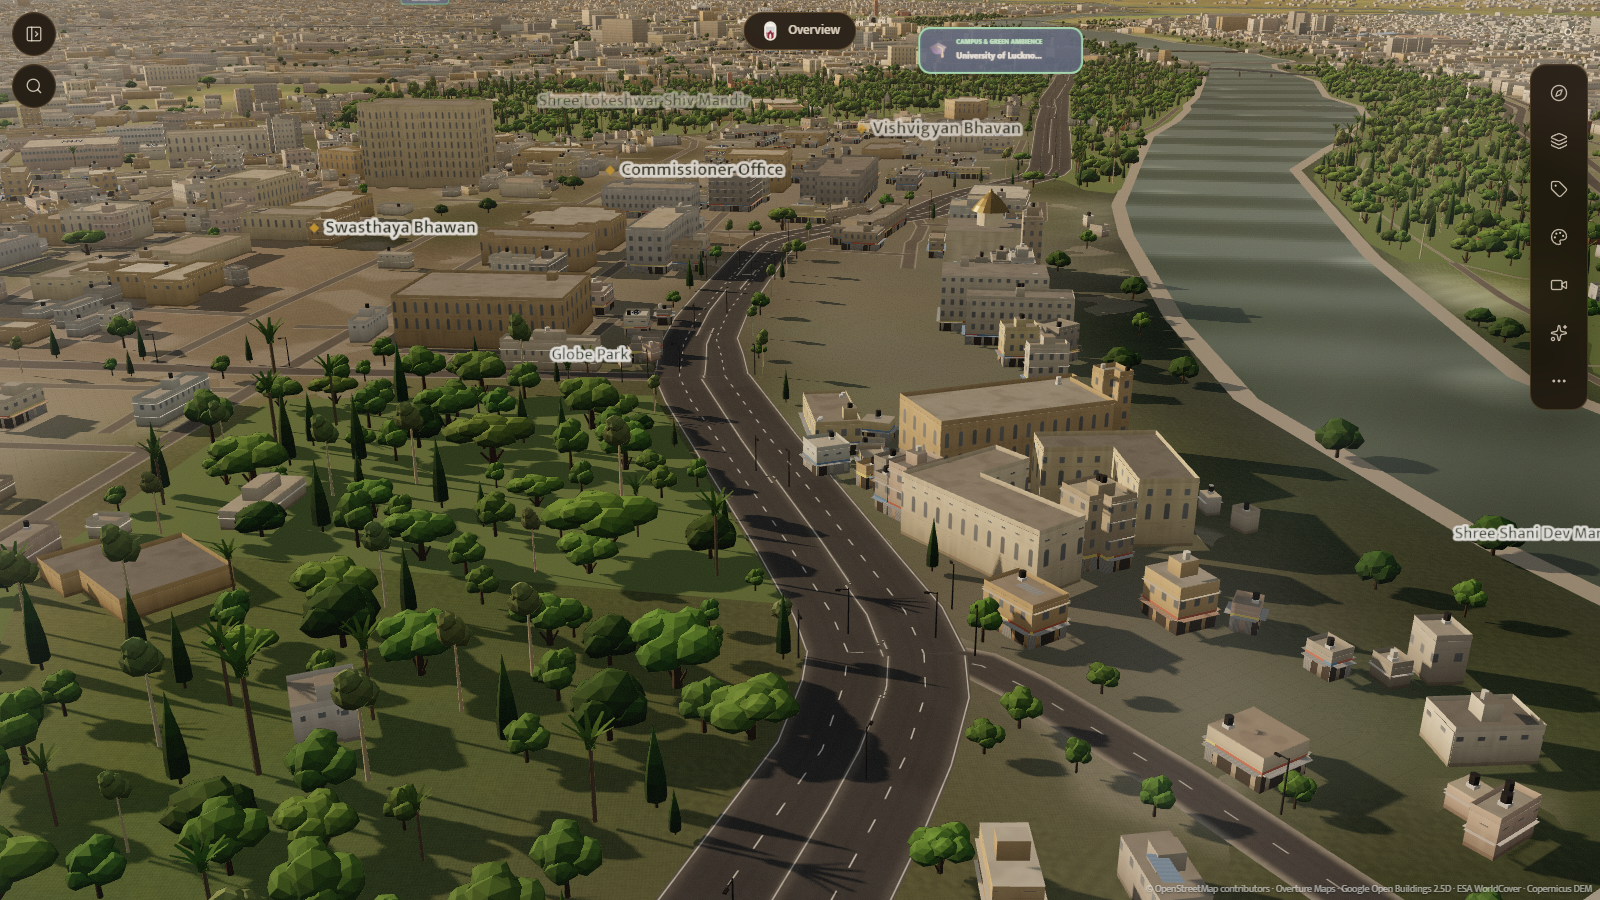 Overview
CAMPUS & GREEN AMBIENCE
University of Luckno...
Shree Lokeshwar Shiv Mandir
Vishvigyan Bhavan
Commissioner Office
Swasthaya Bhawan
Globe Park
Shree Shani Dev Man
© OpenStreetMap contributors · Overture Maps · Google Open Buildings 2.5D · ESA WorldCover · Copernicus DEM